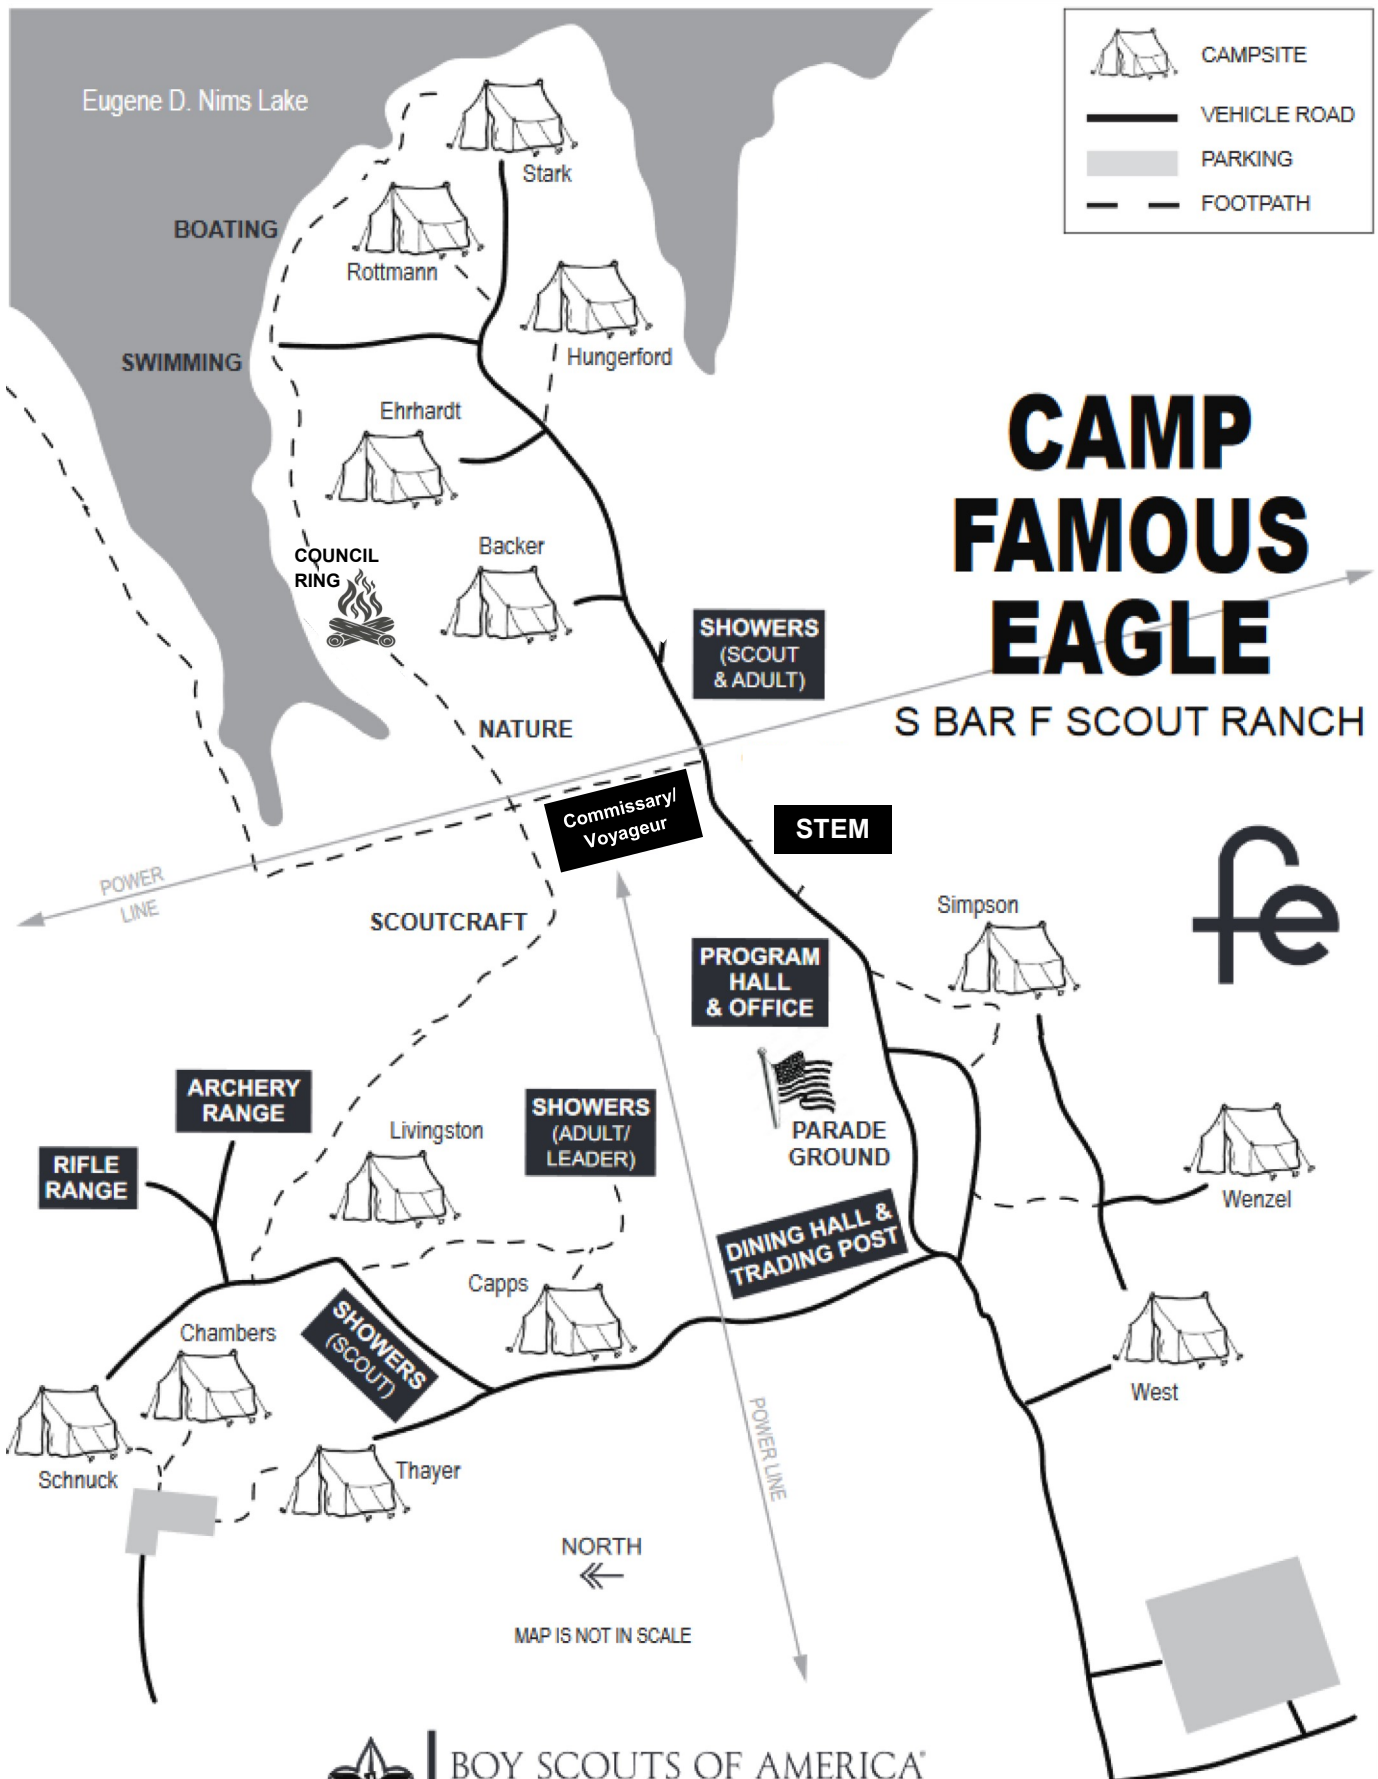 Eugene D. Nims Lake
CAMPSITE
VEHICLE ROAD
PARKING
FOOTPATH
Stark
BOATING
Rottmann
SWIMMING
Hungerford
Ehrhardt
CAMP
FAMOUS
EAGLE
S BAR F SCOUT RANCH
Backer
COUNCIL
RING
SHOWERS
(SCOUT
& ADULT)
NATURE
Commissary/
Voyageur
STEM
POWER
LINE
SCOUTCRAFT
Simpson
fe
PROGRAM
HALL
& OFFICE
ARCHERY
RANGE
RIFLE
RANGE
Livingston
SHOWERS
(ADULT/
LEADER)
PARADE
GROUND
Wenzel
DINING HALL &
TRADING POST
Capps
SHOWERS
(SCOUT)
Chambers
West
Schnuck
Thayer
POWER LINE
NORTH
MAP IS NOT IN SCALE
BOY SCOUTS OF AMERICA®